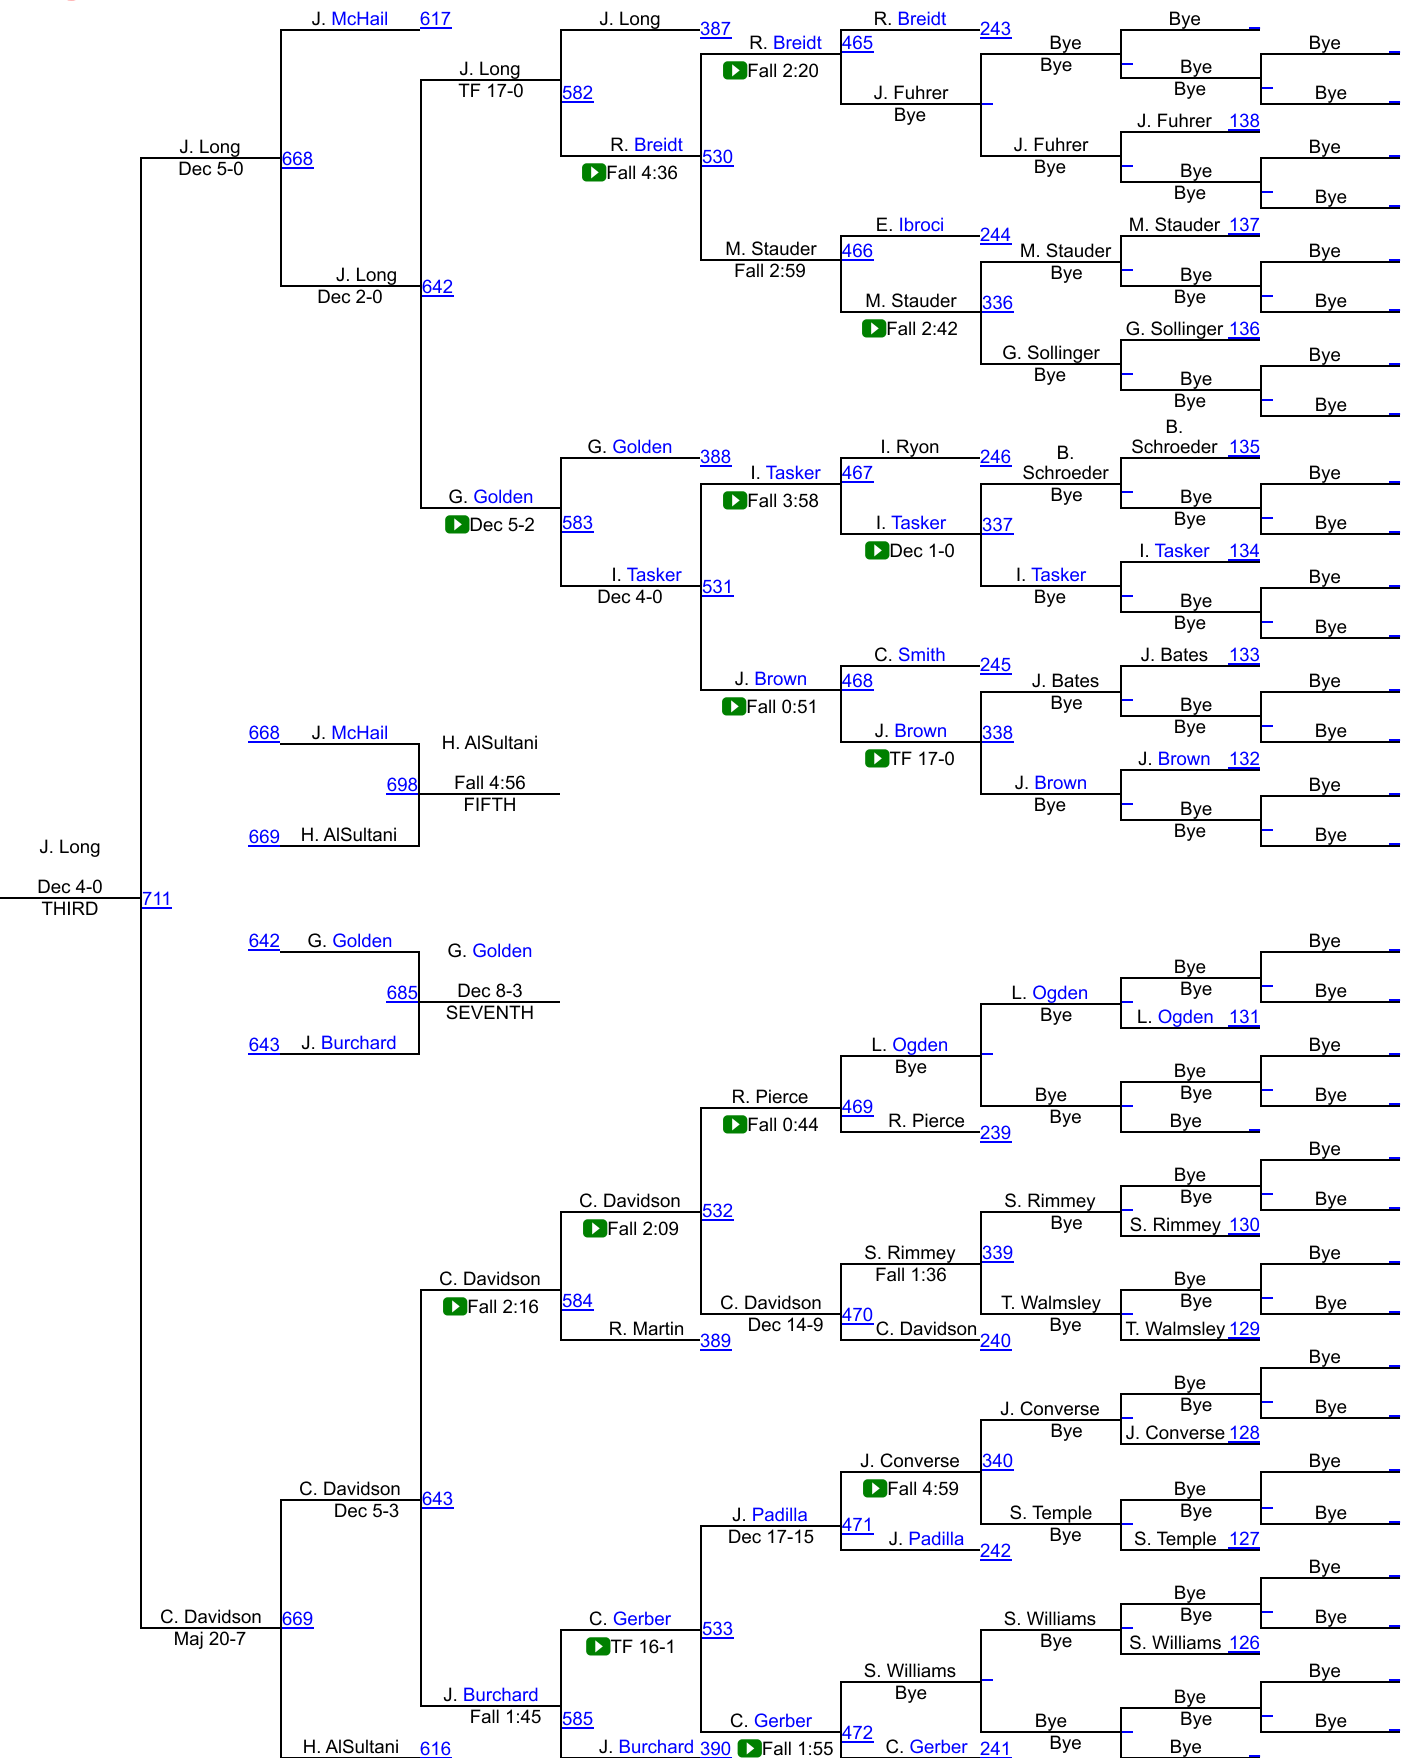 J. McHail 617
J. Long
R. Breidt 243
Bye
387
R. Breidt 465
Bye
Bye
Fall 2:20
Bye
Bye
J. Long
TF 17-0
582
J. Fuhrer
Bye
Bye
Bye
J. Fuhrer 138
J. Long
Dec 5-0
668
R. Breidt
Fall 4:36
530
J. Fuhrer
Bye
Bye
Bye
Bye
Bye
E. Ibroci 244
M. Stauder 137
M. Stauder
Fall 2:59
466
M. Stauder
Bye
Bye
J. Long
Dec 2-0
642
Bye
Bye
M. Stauder
Fall 2:42
336
Bye
G. Sollinger 136
G. Sollinger
Bye
Bye
Bye
Bye
Bye
B.
Schroeder 135
G. Golden 388
I. Ryon 246
B.
Schroeder
Bye
I. Tasker
Fall 3:58
467
Bye
G. Golden
Dec 5-2
583
Bye
Bye
I. Tasker
Dec 1-0
337
Bye
I. Tasker 134
I. Tasker
Dec 4-0
531
I. Tasker
Bye
Bye
Bye
Bye
Bye
C. Smith 245
J. Bates 133
J. Brown
Fall 0:51
468
J. Bates
Bye
Bye
Bye
Bye
668 J. McHail
H. AlSultani
J. Brown
TF 17-0
338
Bye
J. Brown 132
698
Fall 4:56
FIFTH
J. Brown
Bye
Bye
Bye
Bye
669 H. AlSultani
Bye
J. Long
Dec 4-0
THIRD
711
642 G. Golden
G. Golden
Bye
Bye
Bye
685
Dec 8-3
SEVENTH
L. Ogden
Bye
Bye
L. Ogden 131
643 J. Burchard
L. Ogden
Bye
Bye
Bye
Bye
R. Pierce
Fall 0:44
469
Bye
Bye
Bye
R. Pierce 239
Bye
Bye
Bye
Bye
C. Davidson
Fall 2:09
532
S. Rimmey
Bye
Bye
S. Rimmey 130
S. Rimmey
Fall 1:36
339
Bye
C. Davidson
Fall 2:16
584
Bye
Bye
C. Davidson
Dec 14-9
470
T. Walmsley
Bye
Bye
R. Martin 389
C. Davidson 240
T. Walmsley 129
Bye
Bye
Bye
J. Converse
Bye
Bye
J. Converse 128
J. Converse
Fall 4:59
340
Bye
C. Davidson
Dec 5-3
643
Bye
Bye
J. Padilla
Dec 17-15
471
S. Temple
Bye
Bye
J. Padilla 242
S. Temple 127
Bye
Bye
Bye
C. Davidson
Maj 20-7
669
C. Gerber
TF 16-1
533
S. Williams
Bye
Bye
S. Williams 126
S. Williams
Bye
Bye
J. Burchard
Fall 1:45
585
Bye
Bye
C. Gerber
Fall 1:55
472
Bye
Bye
Bye
H. AlSultani 616
J. Burchard 390
C. Gerber 241
Bye